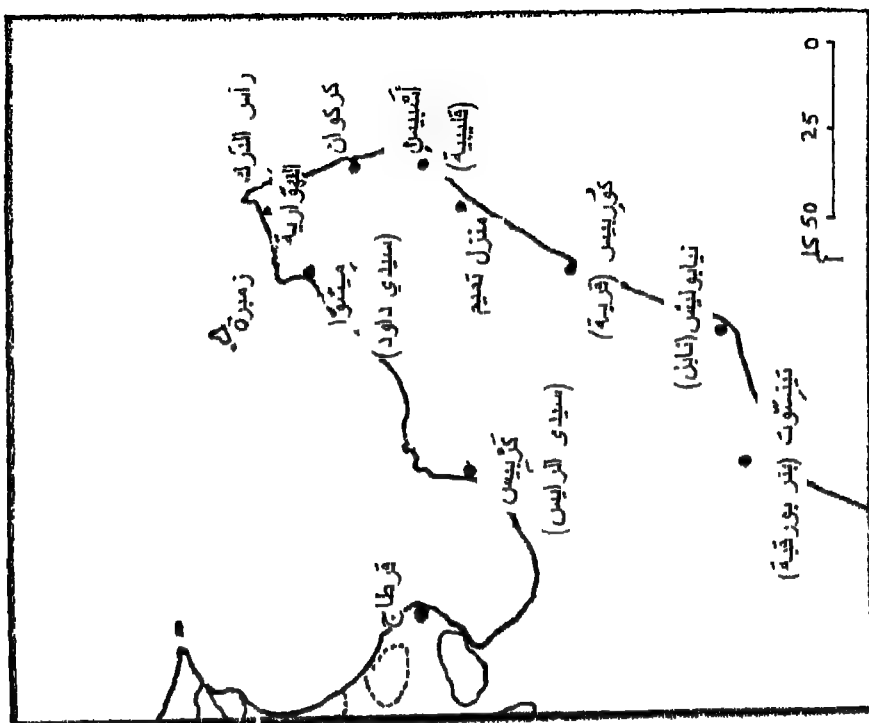 رأس الدرك
زمبرة
الهوارية
كركوان
أسبيس
(قليبية)
ميسوا
(سيدي داود)
منزل تميم
كوربيس (قربة)
نيابوليس
(نابل)
كربيس
(سيدي الرايس)
قرطاج
(بئر بورقبة)
0
25
50 كلم